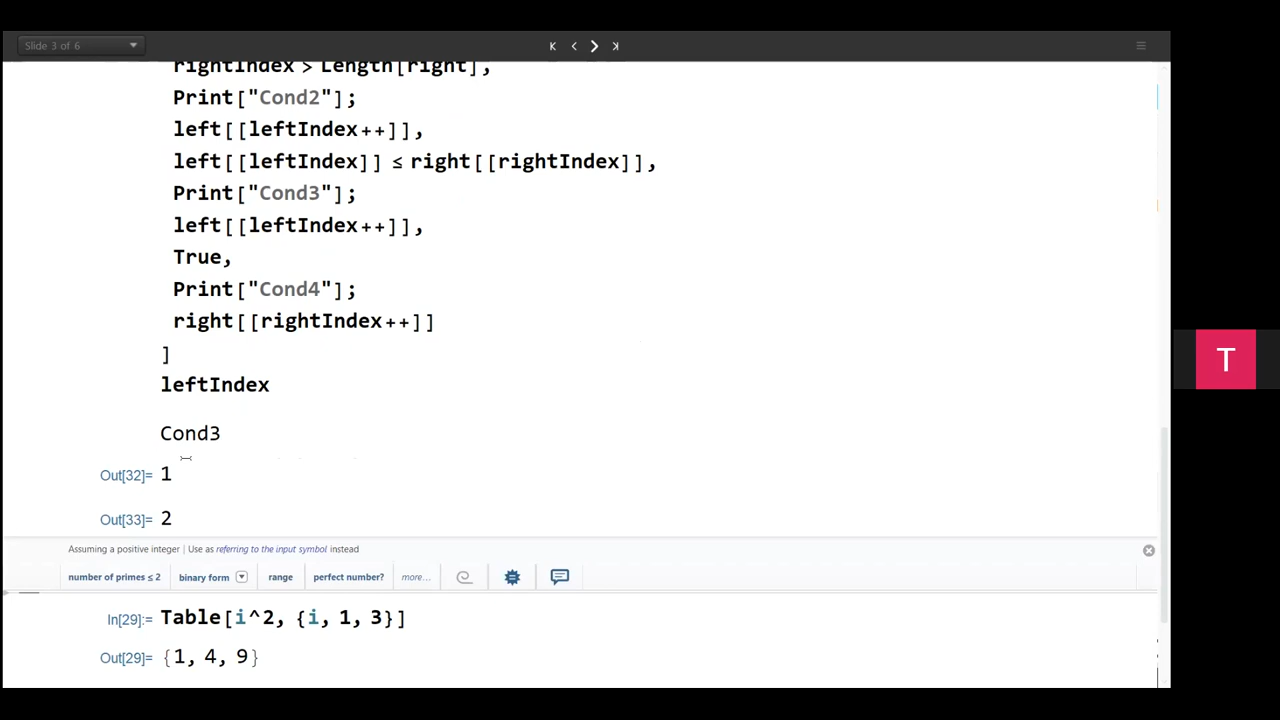 Slide 3 of 6
rightIndex > Length[right],
Print["Cond2"];
left[[leftIndex++]],
left[[leftIndex]] ≤ right[[rightIndex]],
Print["Cond3"];
left[[leftIndex++]],
True,
Print["Cond4"];
right[[rightIndex++]]
]
leftIndex
Cond3
Out[32]= 1
Out[33]= 2
Assuming a positive integer | Use as referring to the input symbol instead
number of primes ≤ 2 binary form range perfect number? more...
In[29]:= Table[i^2, {i, 1, 3}]
Out[29]= {1, 4, 9}
T